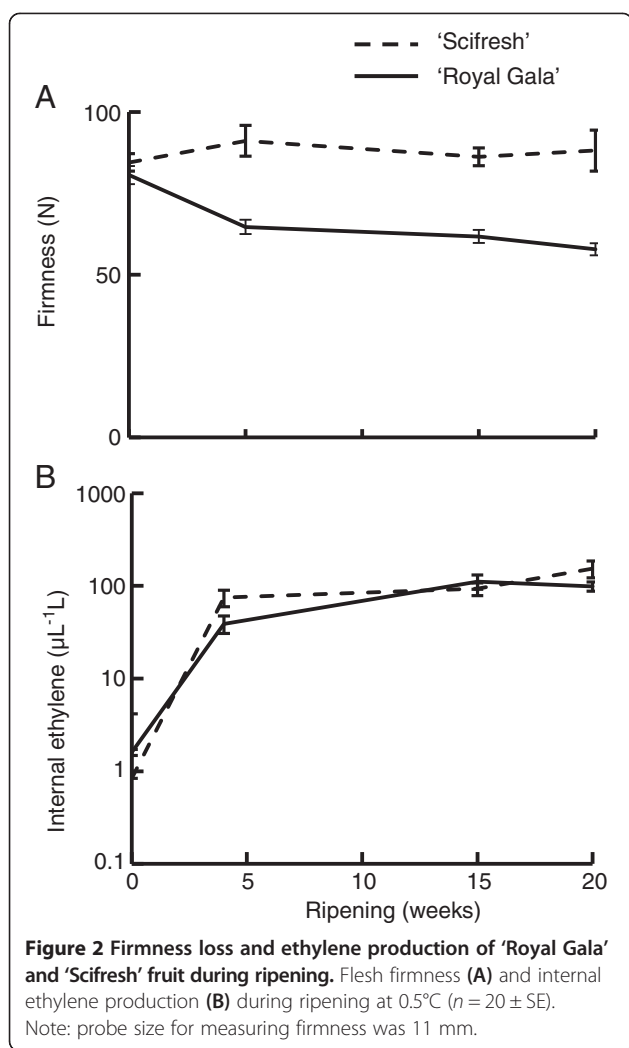 ‘Scifresh’
‘Royal Gala’
A
100
50
0
Firmness (N)
B
1000
100
10
1
0.1
Internal ethylene (µL⁻¹L)
0 5 10 15 20
Ripening (weeks)
Figure 2 Firmness loss and ethylene production of ‘Royal Gala’
and ‘Scifresh’ fruit during ripening. Flesh firmness (A) and internal
ethylene production (B) during ripening at 0.5°C (n = 20 ± SE).
Note: probe size for measuring firmness was 11 mm.